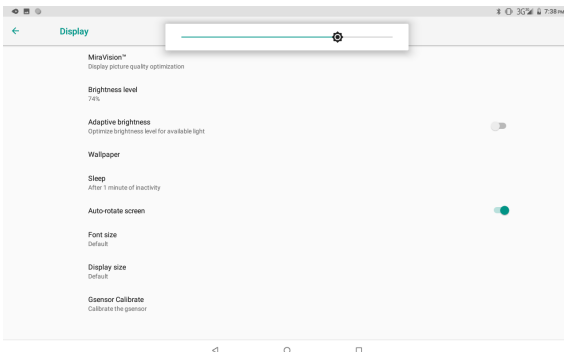 3G 7:38 PM
Display
MiraVision™
Display picture quality optimization
Brightness level
74%
Adaptive brightness
Optimize brightness level for available light
Wallpaper
Sleep
After 1 minute of inactivity
Auto-rotate screen
Font size
Default
Display size
Default
Gsensor Calibrate
Calibrate the gsensor